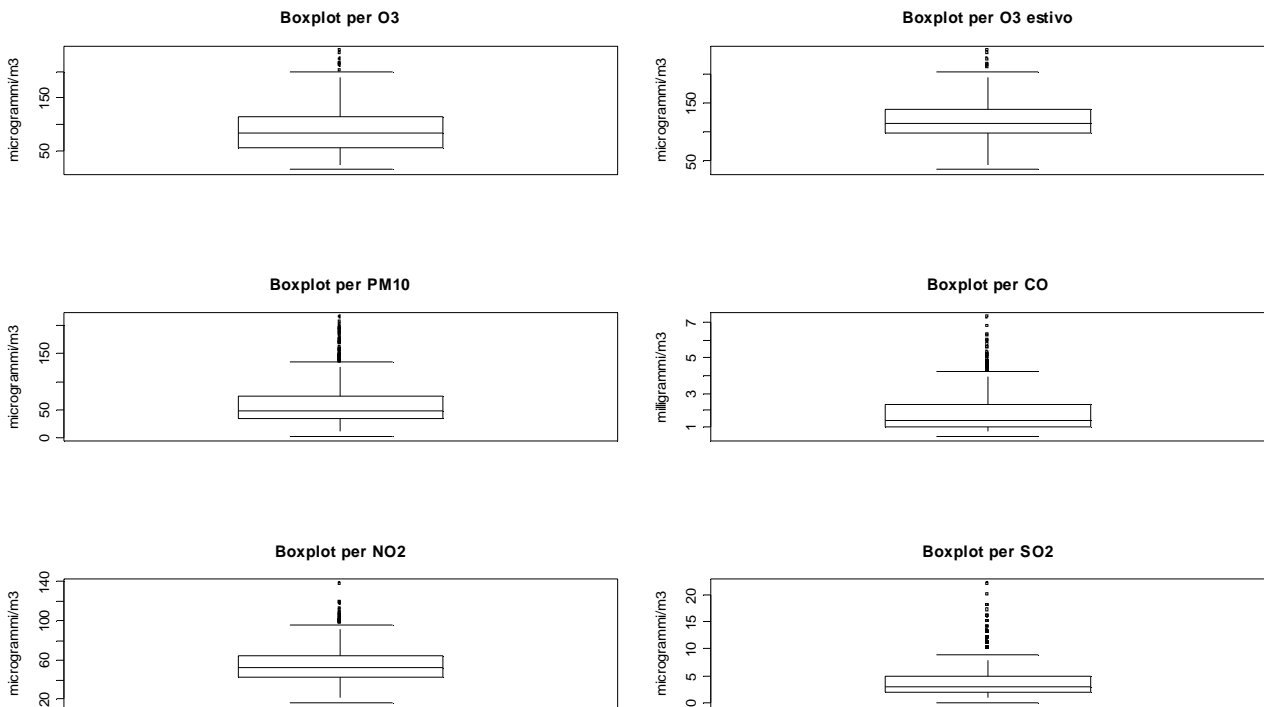 Boxplot per O3
microgrammi/m3
150
50
Boxplot per O3 estivo
microgrammi/m3
150
50
Boxplot per PM10
microgrammi/m3
150
50
0
Boxplot per CO
milligrammi/m3
7
5
3
1
Boxplot per NO2
microgrammi/m3
140
100
60
20
Boxplot per SO2
microgrammi/m3
20
15
10
5
0